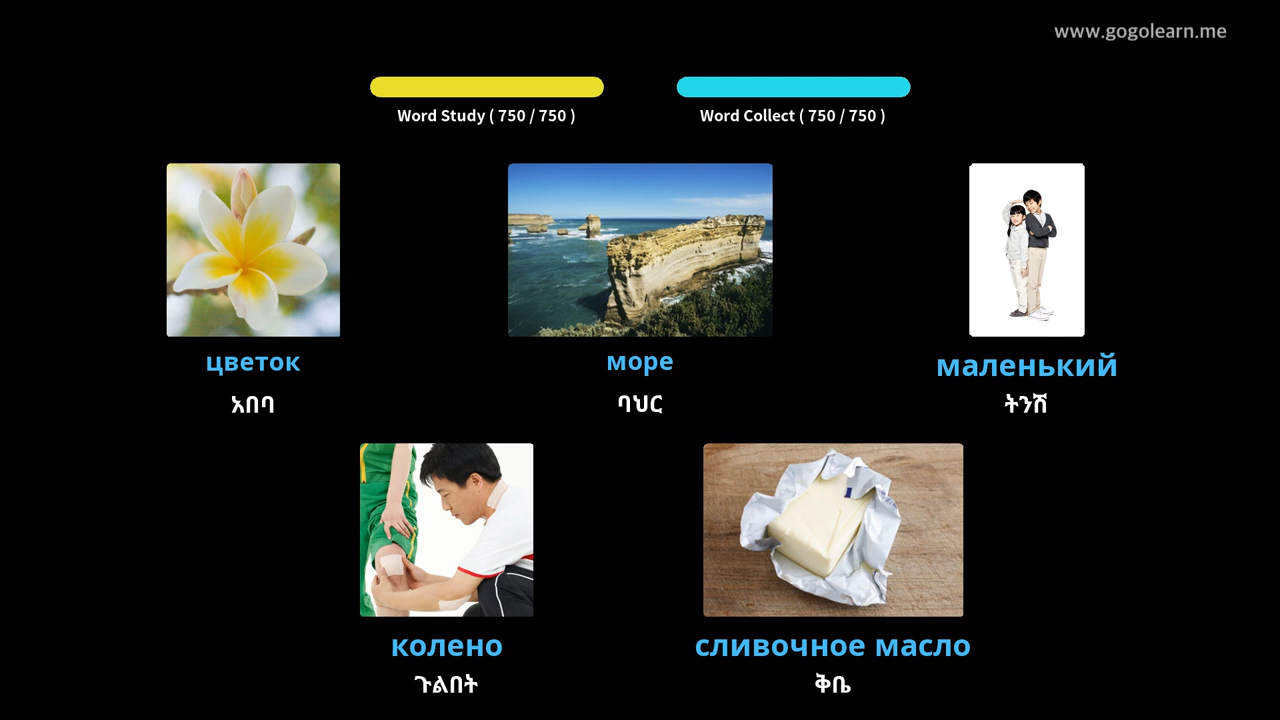 www.gogolearn.me
Word Study ( 750 / 750 )
Word Collect ( 750 / 750 )
цветок
አበባ
море
ባህር
маленький
ትንሽ
колено
ጉልበት
сливочное масло
ቅቤ